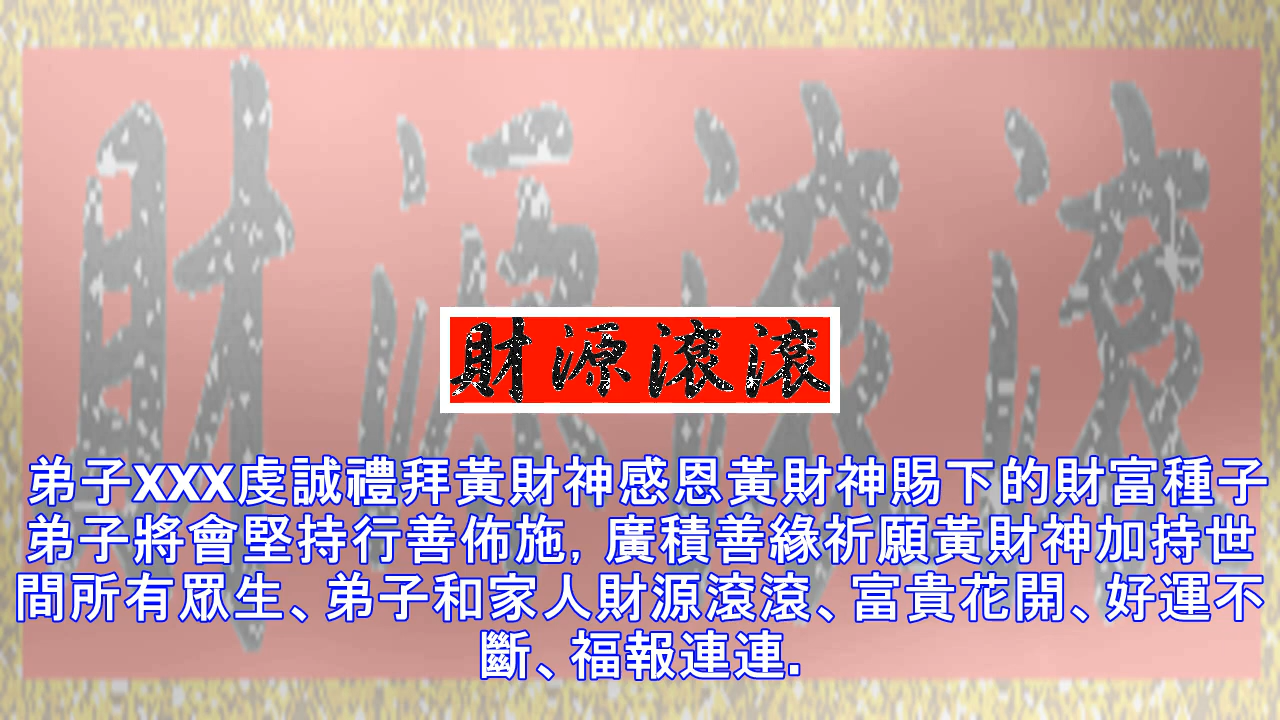 財源滾滾
財源滾滾
弟子XXX虔誠禮拜黃財神感恩黃財神賜下的財富種子
弟子將會堅持行善佈施, 廣積善緣祈願黃財神加持世
間所有眾生、弟子和家人財源滾滾、富貴花開、好運不
斷、福報連連.